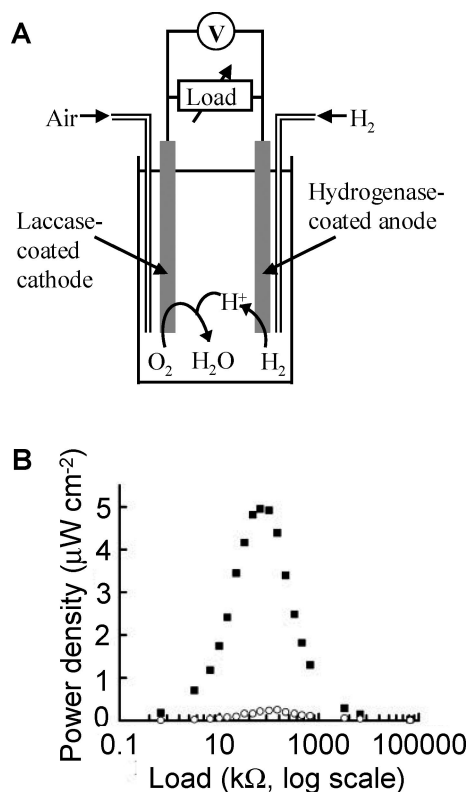 A
V
Load
Air
H₂
Laccase-
coated
cathode
Hydrogenase-
coated anode
H⁺
O₂
H₂O
H₂
B
Power density (μW cm⁻²)
5
4
3
2
1
0
0.1
10
1000
100000
Load (kΩ, log scale)